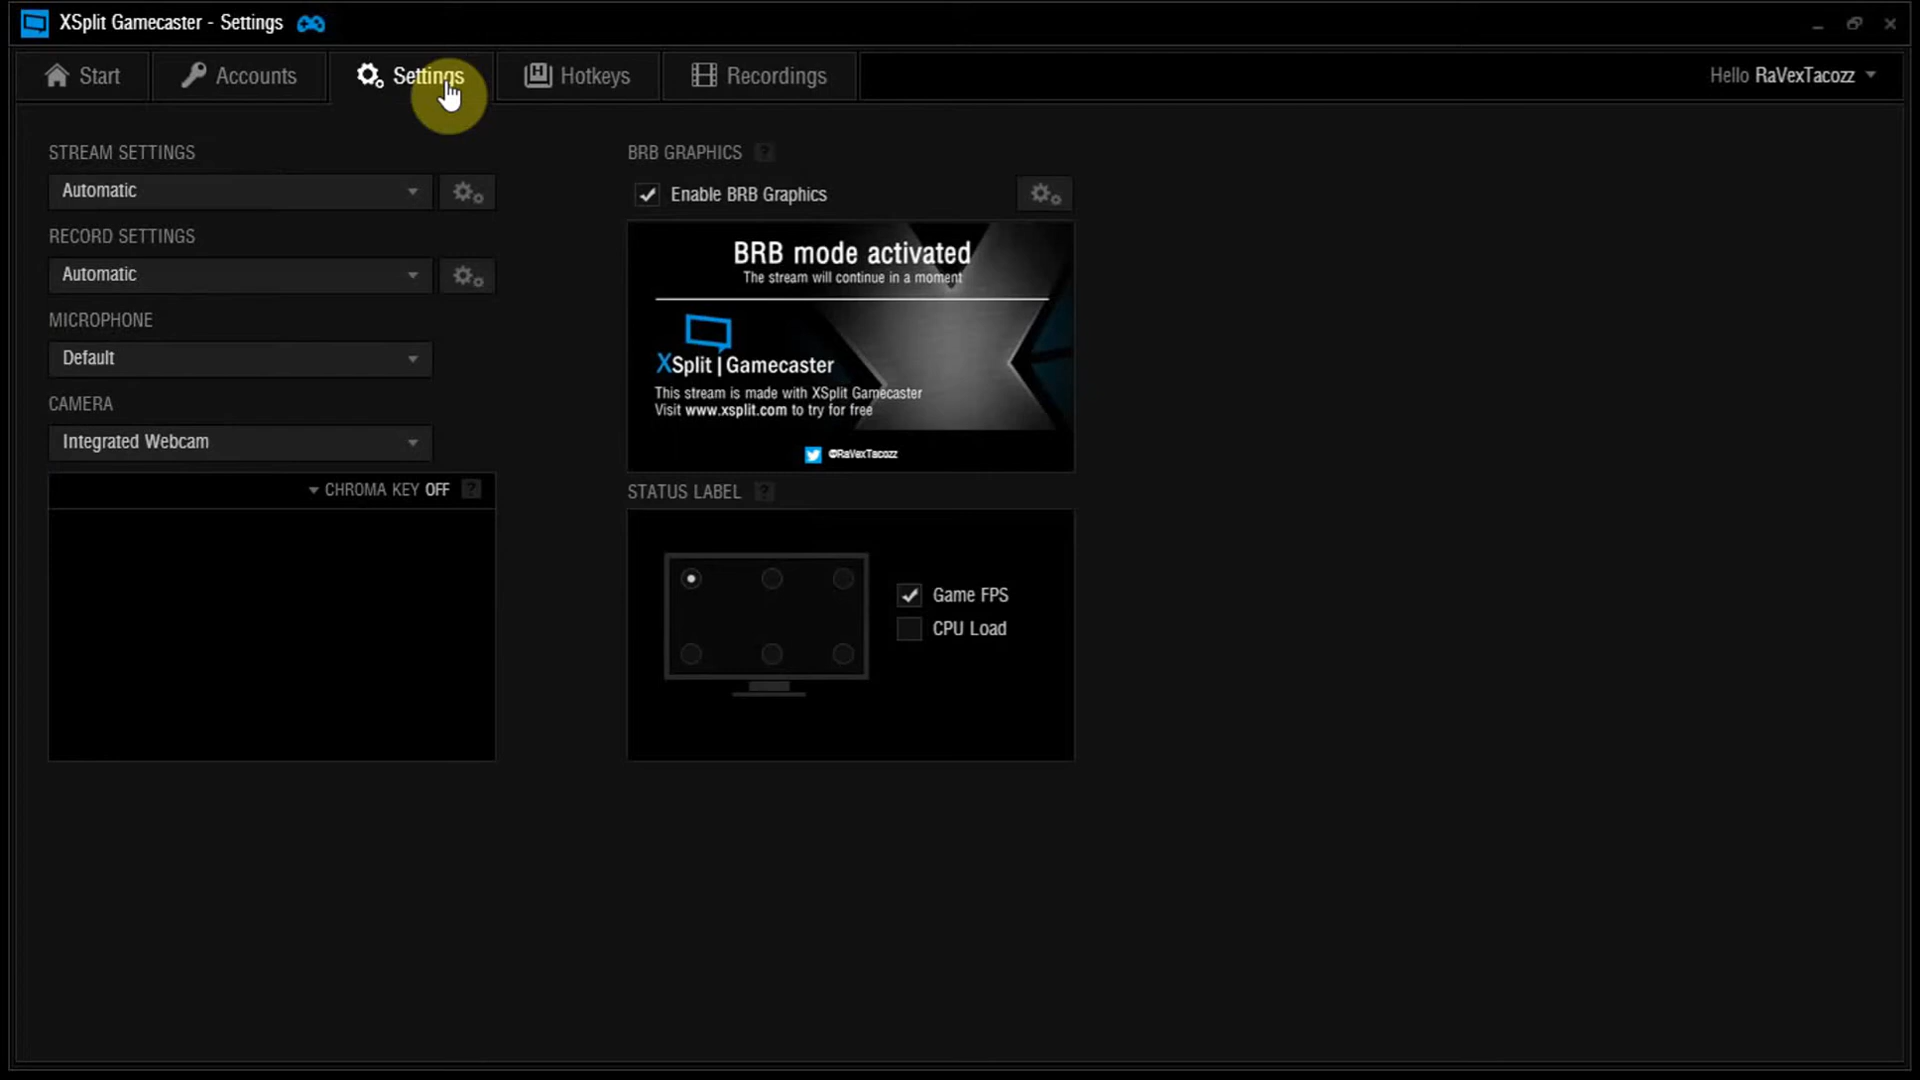 XSplit Gamecaster - Settings
Start
Accounts
Settings
Hotkeys
Recordings
Hello RaVexTacozz
STREAM SETTINGS
Automatic
RECORD SETTINGS
Automatic
MICROPHONE
Default
CAMERA
Integrated Webcam
CHROMA KEY OFF ?
BRB GRAPHICS ?
Enable BRB Graphics
BRB mode activated
The stream will continue in a moment
XSplit | Gamecaster
This stream is made with XSplit Gamecaster
Visit www.xsplit.com to try for free
@RaVexTacozz
STATUS LABEL ?
Game FPS
CPU Load